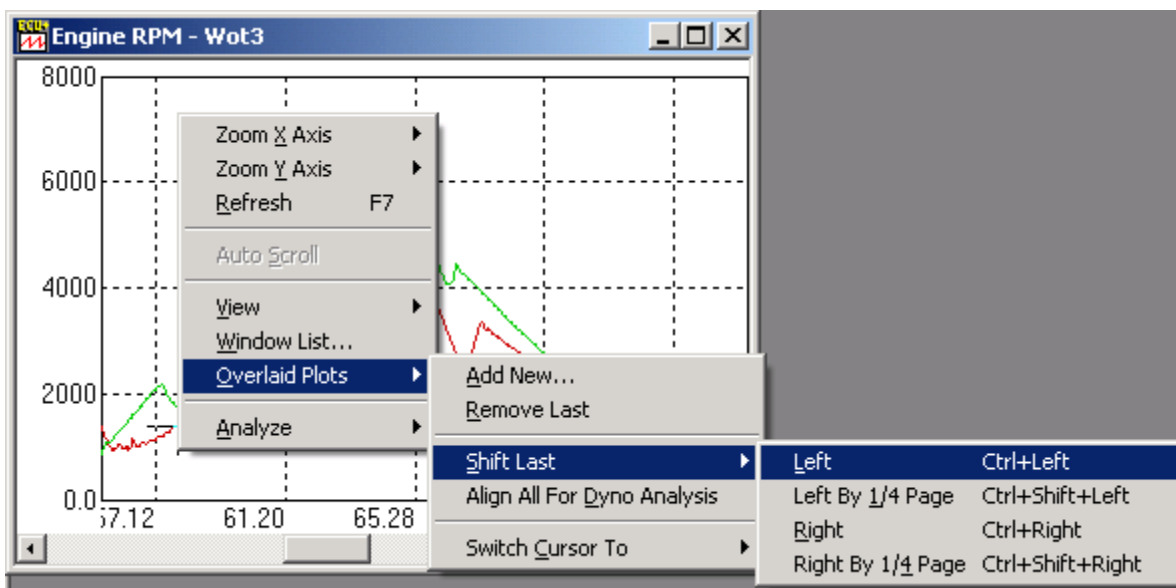 Engine RPM - Wot3
8000
6000
4000
2000
0.0
57.12 61.20 65.28
Zoom X Axis
Zoom Y Axis
Refresh F7
Auto Scroll
View
Window List...
Overlaid Plots
Analyze
Add New...
Remove Last
Shift Last
Align All For Dyno Analysis
Switch Cursor To
Left Ctrl+Left
Left By 1/4 Page Ctrl+Shift+Left
Right Ctrl+Right
Right By 1/4 Page Ctrl+Shift+Right